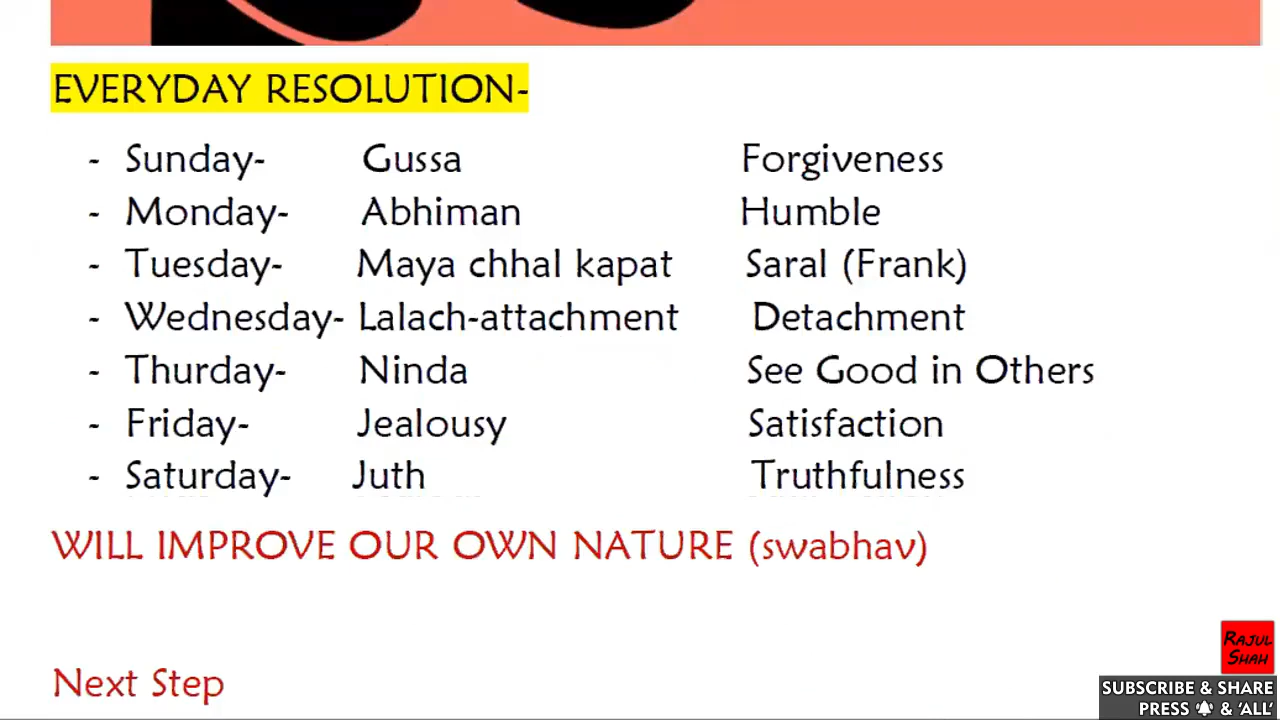 EVERYDAY RESOLUTION-
- Sunday- Gussa Forgiveness
- Monday- Abhiman Humble
- Tuesday- Maya chhal kapat Saral (Frank)
- Wednesday- Lalach-attachment Detachment
- Thurday- Ninda See Good in Others
- Friday- Jealousy Satisfaction
- Saturday- Juth Truthfulness
WILL IMPROVE OUR OWN NATURE (swabhav)
Next Step
RAJUL
SHAH
SUBSCRIBE & SHARE
PRESS 🔔 & 'ALL'